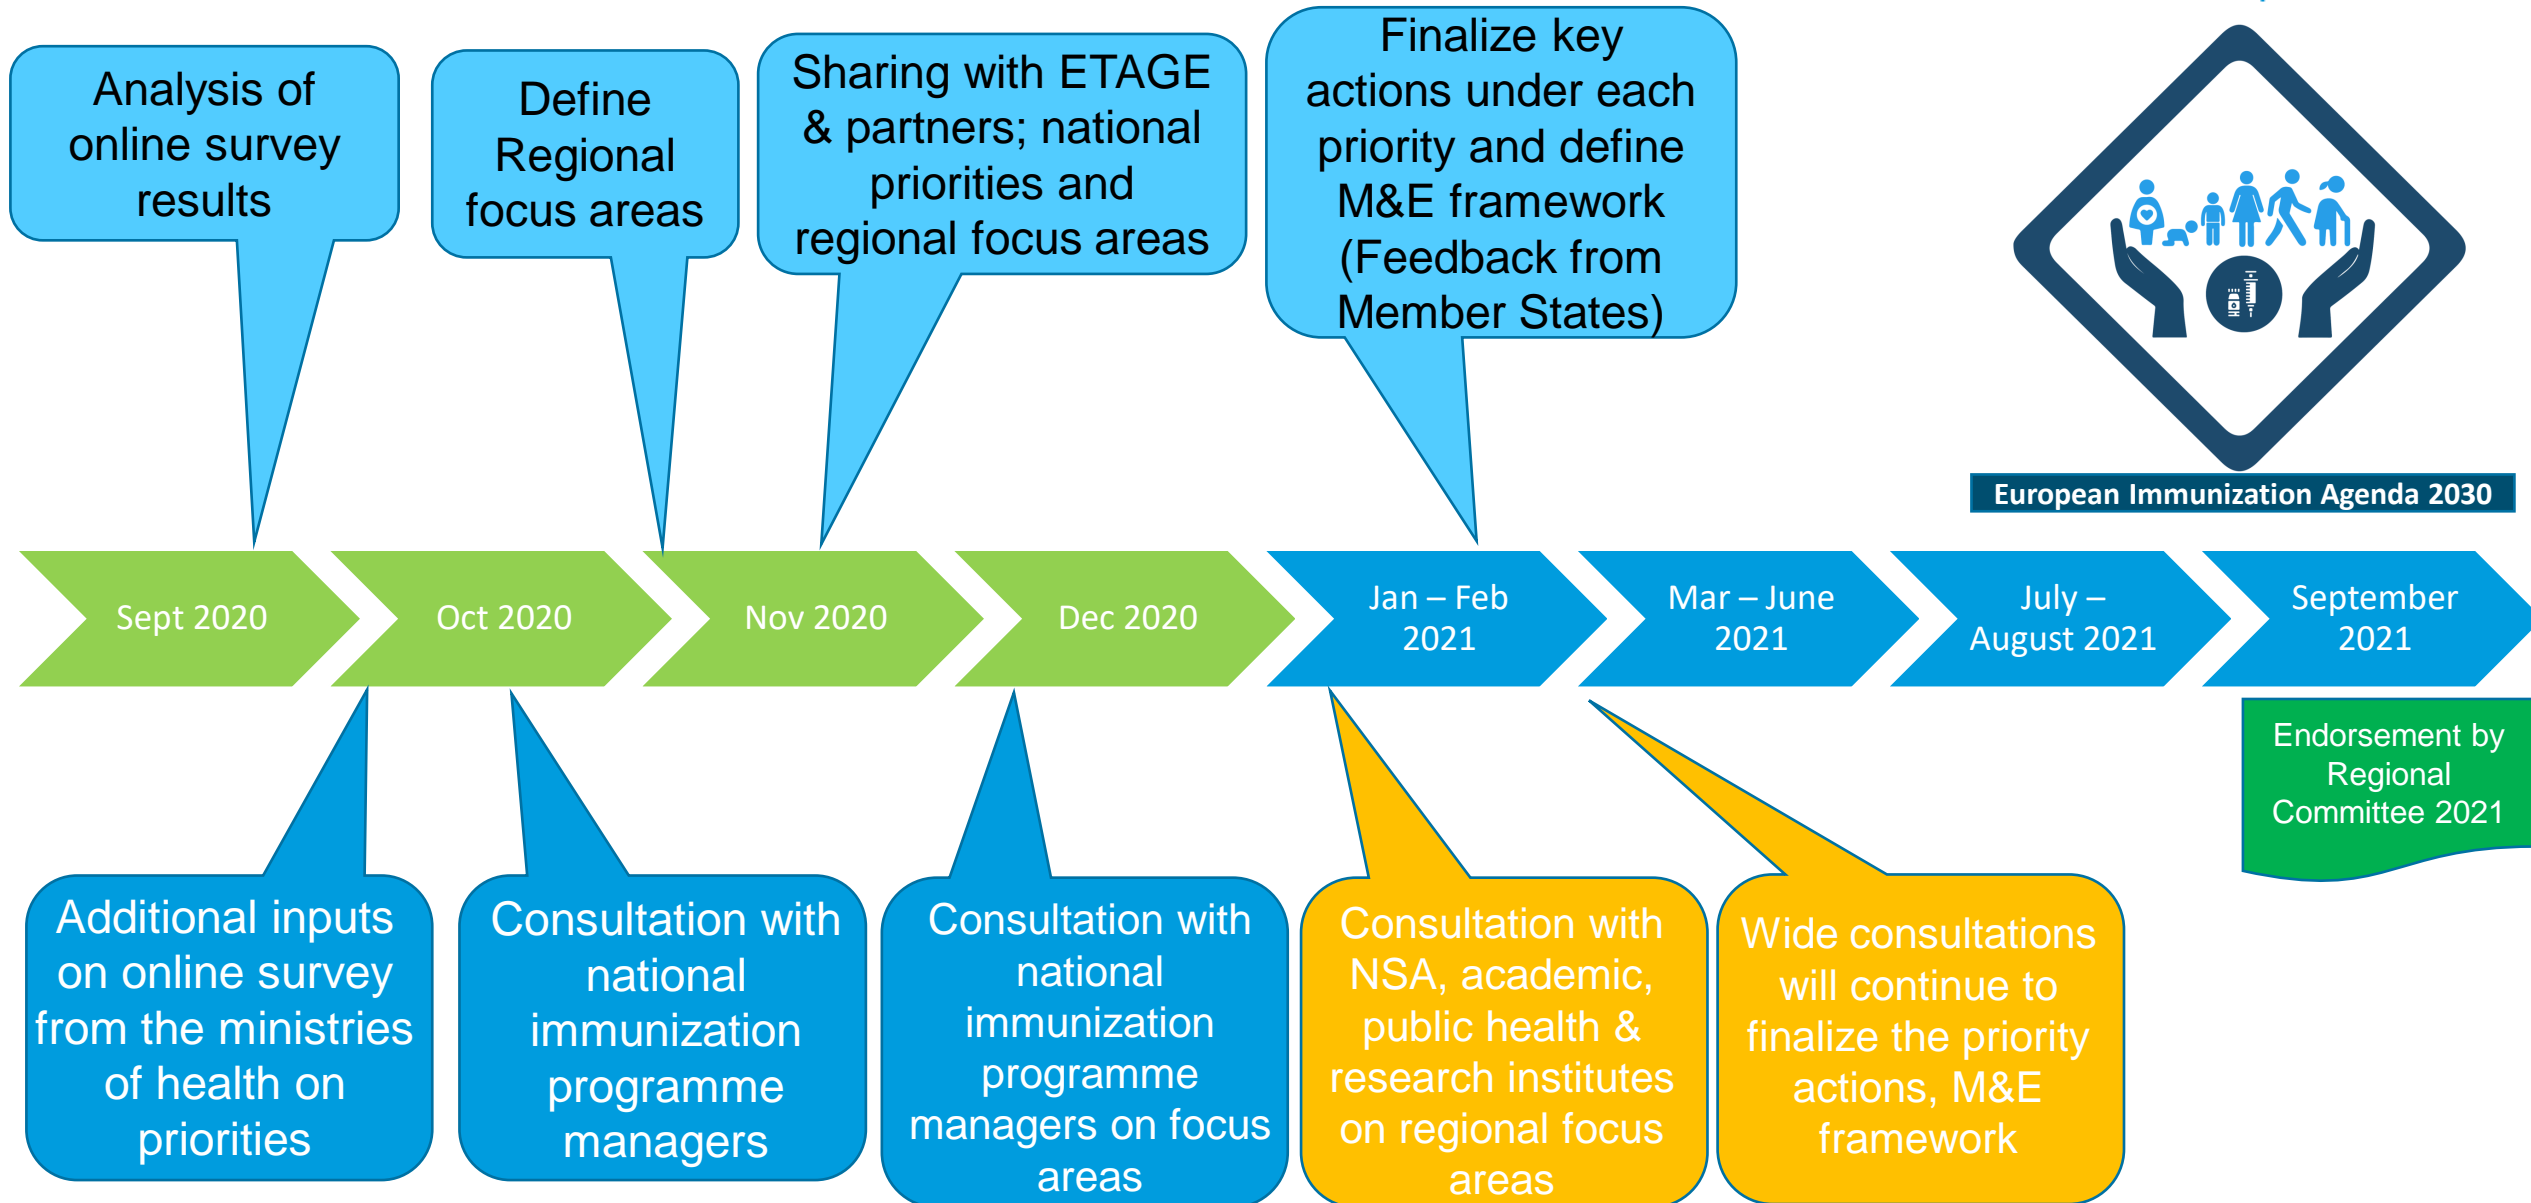 Analysis of
online survey
results
Define
Regional
focus areas
Sharing with ETAGE
& partners; national
priorities and
regional focus areas
Finalize key
actions under each
priority and define
M&E framework
(Feedback from
Member States)
European Immunization Agenda 2030
Sept 2020
Oct 2020
Nov 2020
Dec 2020
Jan – Feb
2021
Mar – June
2021
July –
August 2021
September
2021
Additional inputs
on online survey
from the ministries
of health on
priorities
Consultation with
national
immunization
programme
managers
Consultation with
national
immunization
programme
managers on focus
areas
Consultation with
NSA, academic,
public health &
research institutes
on regional focus
areas
Wide consultations
will continue to
finalize the priority
actions, M&E
framework
Endorsement by
Regional
Committee 2021